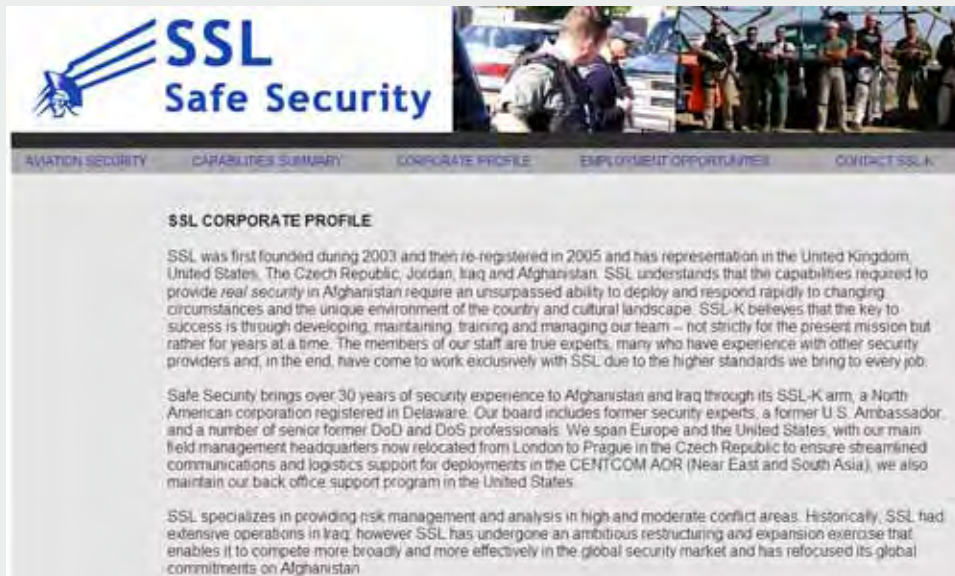 SSL
Safe Security
AVIATION SECURITY CAPABILITIES SUMMARY CORPORATE PROFILE EMPLOYMENT OPPORTUNITIES CONTACT SSL-K
SSL CORPORATE PROFILE
SSL was first founded during 2003 and then re-registered in 2005 and has representation in the United Kingdom,
United States, The Czech Republic, Jordan, Iraq and Afghanistan. SSL understands that the capabilities required to
provide real security in Afghanistan require an unsurpassed ability to deploy and respond rapidly to changing
circumstances and the unique environment of the country and cultural landscape. SSL-K believes that the key to
success is through developing, maintaining, training and managing our team – not strictly for the present mission but
rather for years at a time. The members of our staff are true experts, many who have experience with other security
providers and, in the end, have come to work exclusively with SSL due to the higher standards we bring to every job.
Safe Security brings over 30 years of security experience to Afghanistan and Iraq through its SSL-K arm, a North
American corporation registered in Delaware. Our board includes former security experts, a former U.S. Ambassador,
and a number of senior former DoD and DoS professionals. We span Europe and the United States, with our main
field management headquarters now relocated from London to Prague in the Czech Republic to ensure streamlined
communications and logistics support for deployments in the CENTCOM AOR (Near East and South Asia), we also
maintain our back office support program in the United States.
SSL specializes in providing risk management and analysis in high and moderate conflict areas. Historically, SSL had
extensive operations in Iraq; however SSL has undergone an ambitious restructuring and expansion exercise that
enables it to compete more broadly and more effectively in the global security market and has refocused its global
commitments on Afghanistan.